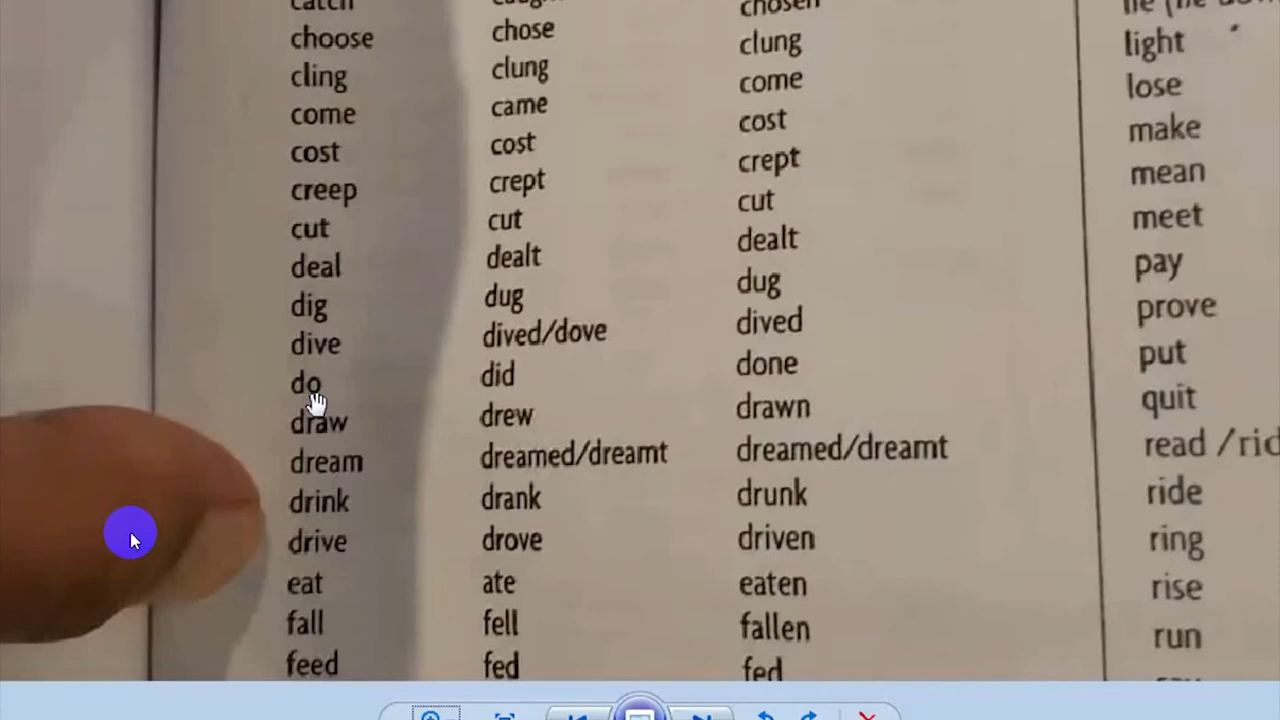 catch caught chosen
choose chose clung
cling clung come
come came cost
cost cost crept
creep crept cut
cut cut dealt
deal dealt dug
dig dug dived
dive dived/dove done
do did drawn
draw drew dreamed/dreamt
dream dreamed/dreamt drunk
drink drank driven
drive drove eaten
eat ate fallen
fall fell fed
feed fed
light
lose
make
mean
meet
pay
prove
put
quit
read /rid
ride
ring
rise
run